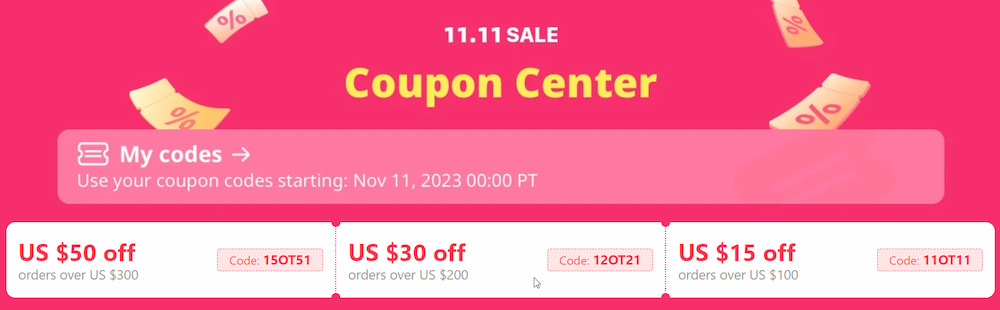 11.11 SALE
Coupon Center
My codes →
Use your coupon codes starting: Nov 11, 2023 00:00 PT
US $50 off
orders over US $300
Code: 15OT51
US $30 off
orders over US $200
Code: 12OT21
US $15 off
orders over US $100
Code: 11OT11
%
%
%
%